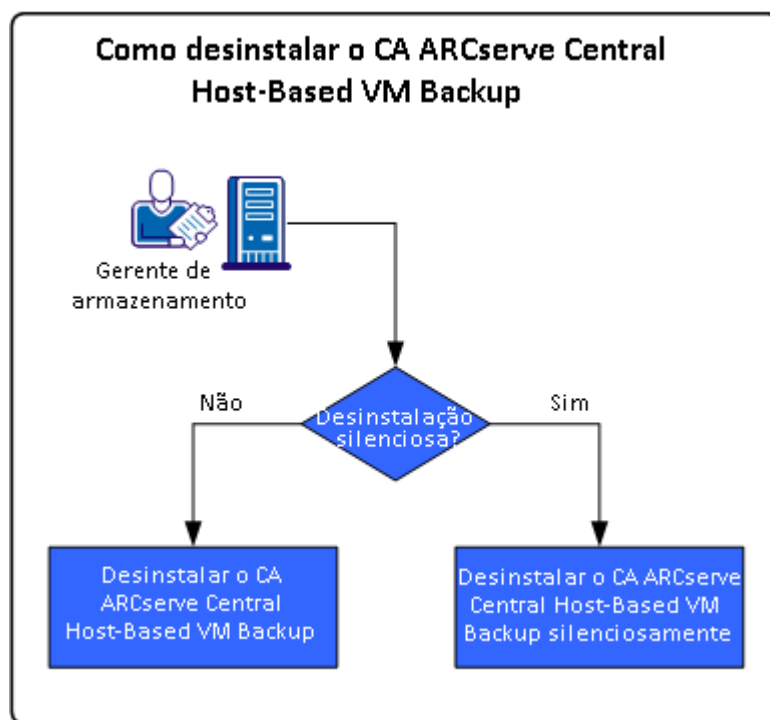 Como desinstalar o CA ARCserve Central
Host-Based VM Backup
Gerente de
armazenamento
Não
Desinstalação
silenciosa?
Sim
Desinstalar o CA
ARCserve Central
Host-Based VM Backup
Desinstalar o CA ARCserve
Central Host-Based VM
Backup silenciosamente